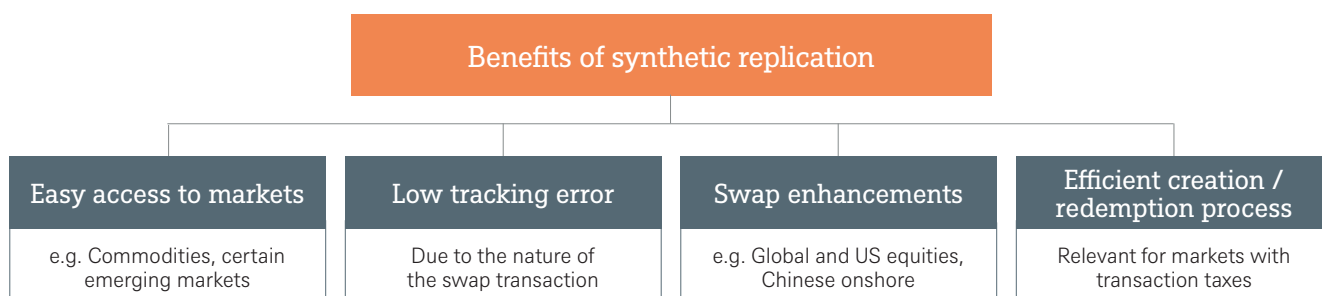 Benefits of synthetic replication
Easy access to markets
e.g. Commodities, certain
emerging markets
Low tracking error
Due to the nature of
the swap transaction
Swap enhancements
e.g. Global and US equities,
Chinese onshore
Efficient creation /
redemption process
Relevant for markets with
transaction taxes